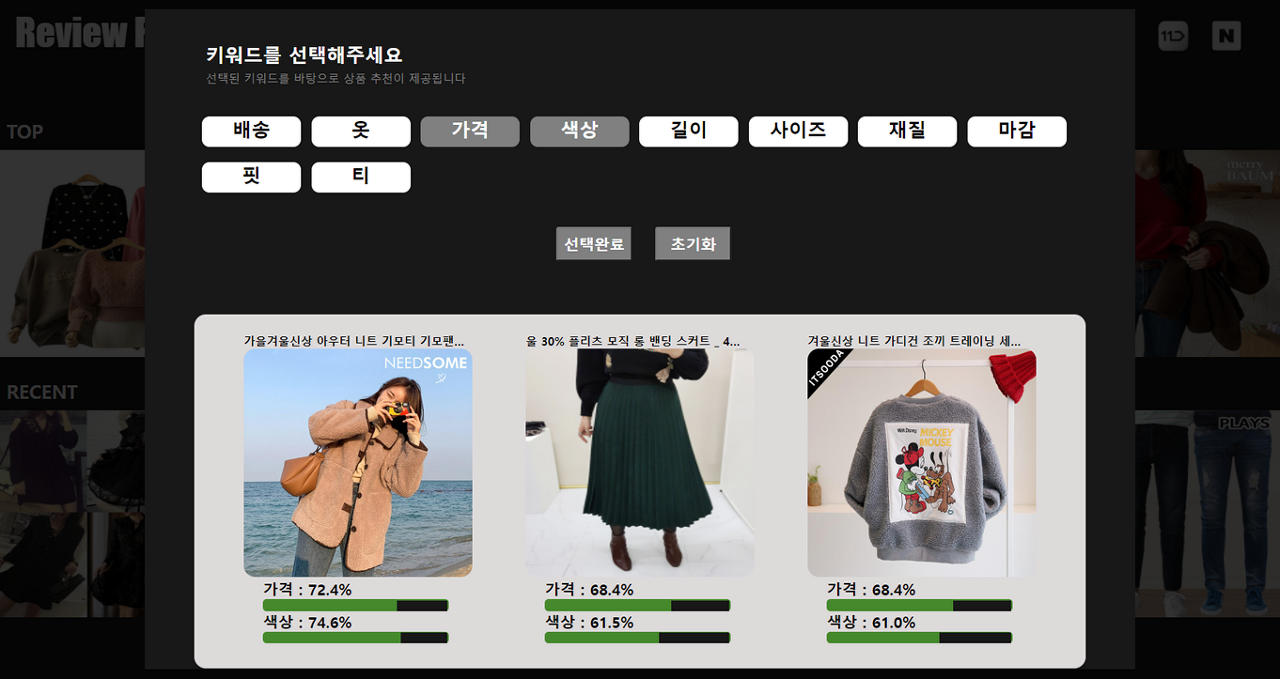 Review
키워드를 선택해주세요
선택된 키워드를 바탕으로 상품 추천이 제공됩니다
TOP
배송 옷 가격 색상 길이 사이즈 재질 마감
핏 티
선택완료 초기화
merry
BAUM
RECENT
PLAYS
가을겨울신상 아우터 니트 기모티 기모팬...
울 30% 플리츠 모직 롱 밴딩 스커트 _ 4...
겨울신상 니트 가디건 조끼 트레이닝 세...
NEEDSOME
ITSOODA
Walt Disney
MICKEY
MOUSE
가격 : 72.4%
색상 : 74.6%
가격 : 68.4%
색상 : 61.5%
가격 : 68.4%
색상 : 61.0%